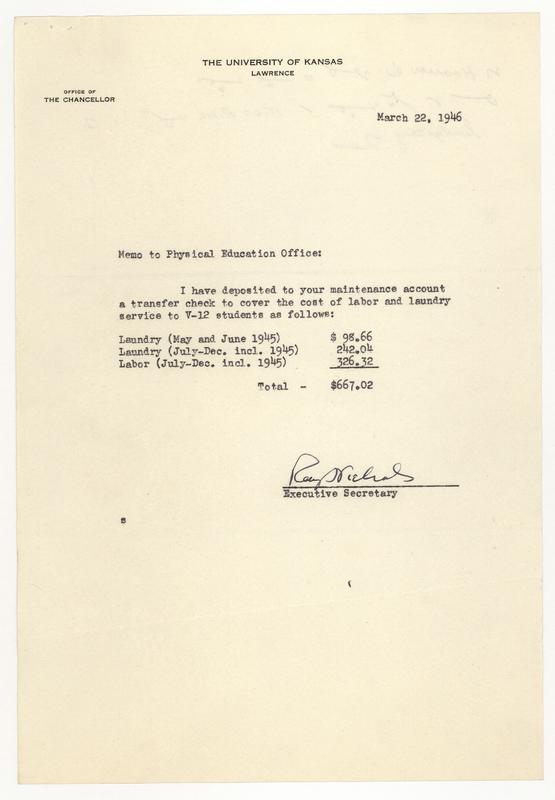 THE UNIVERSITY OF KANSAS
LAWRENCE
OFFICE OF
THE CHANCELLOR
March 22, 1946
Memo to Physical Education Office:
I have deposited to your maintenance account
a transfer check to cover the cost of labor and laundry
service to V-12 students as follows:
Laundry (May and June 1945) $ 98.66
Laundry (July-Dec. incl. 1945) 242.04
Labor (July-Dec. incl. 1945) 326.32
Total - $667.02
Ray Nichols
Executive Secretary
s